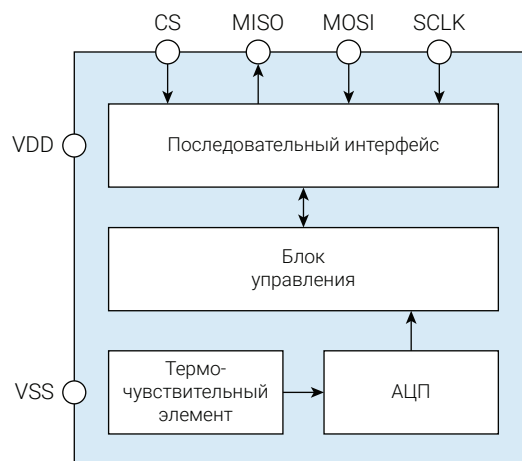 CS MISO MOSI SCLK
VDD
Последовательный интерфейс
Блок
управления
VSS
Термо-
чувствительный
элемент
АЦП